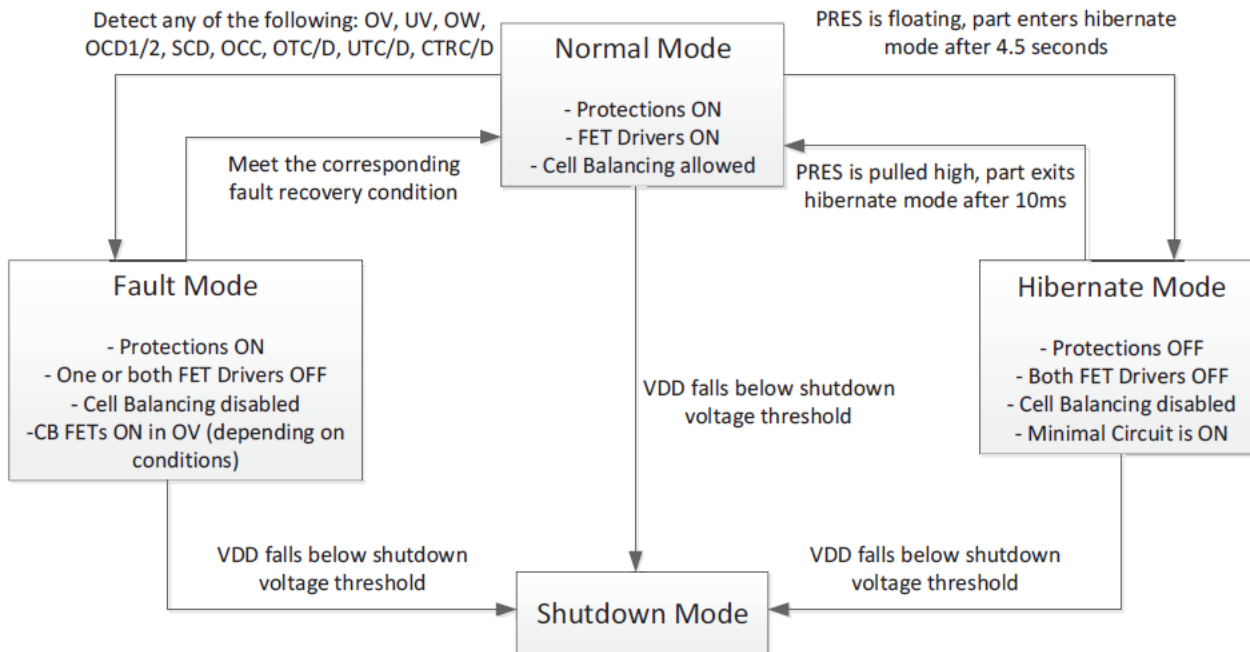 Detect any of the following: OV, UV, OW,
OCD1/2, SCD, OCC, OTC/D, UTC/D, CTRC/D
PRES is floating, part enters hibernate
mode after 4.5 seconds
Normal Mode
- Protections ON
- FET Drivers ON
- Cell Balancing allowed
Meet the corresponding
fault recovery condition
PRES is pulled high, part exits
hibernate mode after 10ms
Fault Mode
- Protections ON
- One or both FET Drivers OFF
- Cell Balancing disabled
-CB FETs ON in OV (depending on
conditions)
VDD falls below shutdown
voltage threshold
Hibernate Mode
- Protections OFF
- Both FET Drivers OFF
- Cell Balancing disabled
- Minimal Circuit is ON
VDD falls below shutdown
voltage threshold
VDD falls below shutdown
voltage threshold
Shutdown Mode